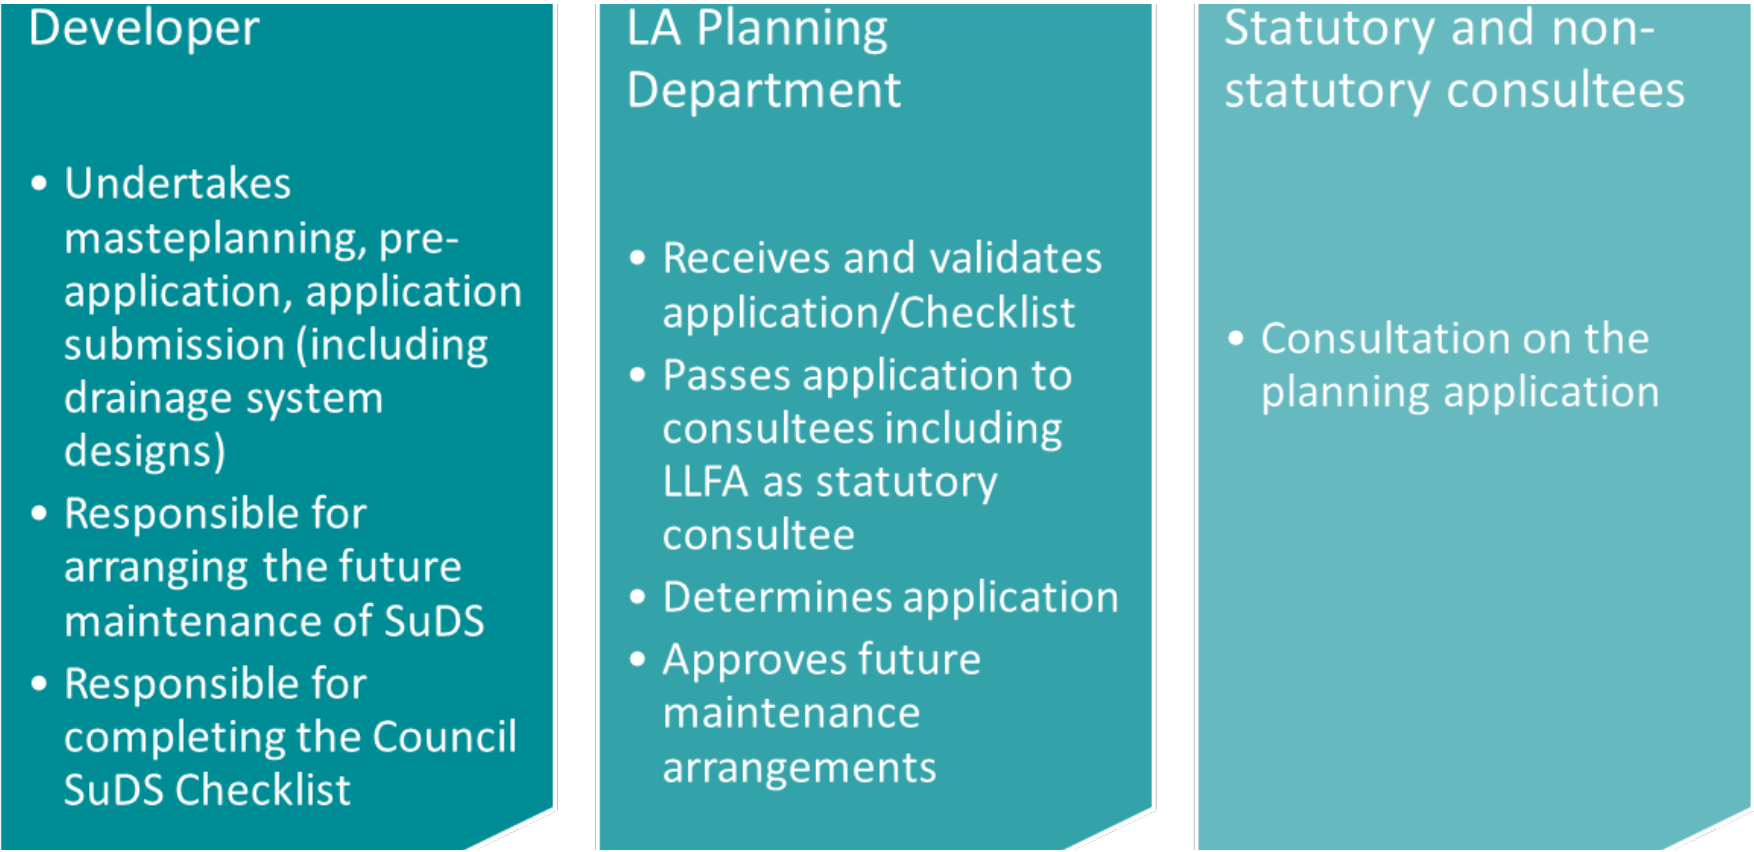 Developer
• Undertakes
masteplanning, pre-
application, application
submission (including
drainage system
designs)
• Responsible for
arranging the future
maintenance of SuDS
• Responsible for
completing the Council
SuDS Checklist
LA Planning
Department
• Receives and validates
application/Checklist
• Passes application to
consultees including
LLFA as statutory
consultee
• Determines application
• Approves future
maintenance
arrangements
Statutory and non-
statutory consultees
• Consultation on the
planning application